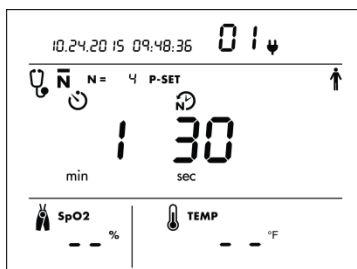 10.24.2015 09:48:36 01
N N = 4 P-SET
N
1 30
min sec
SpO2 TEMP
-- % -- °F